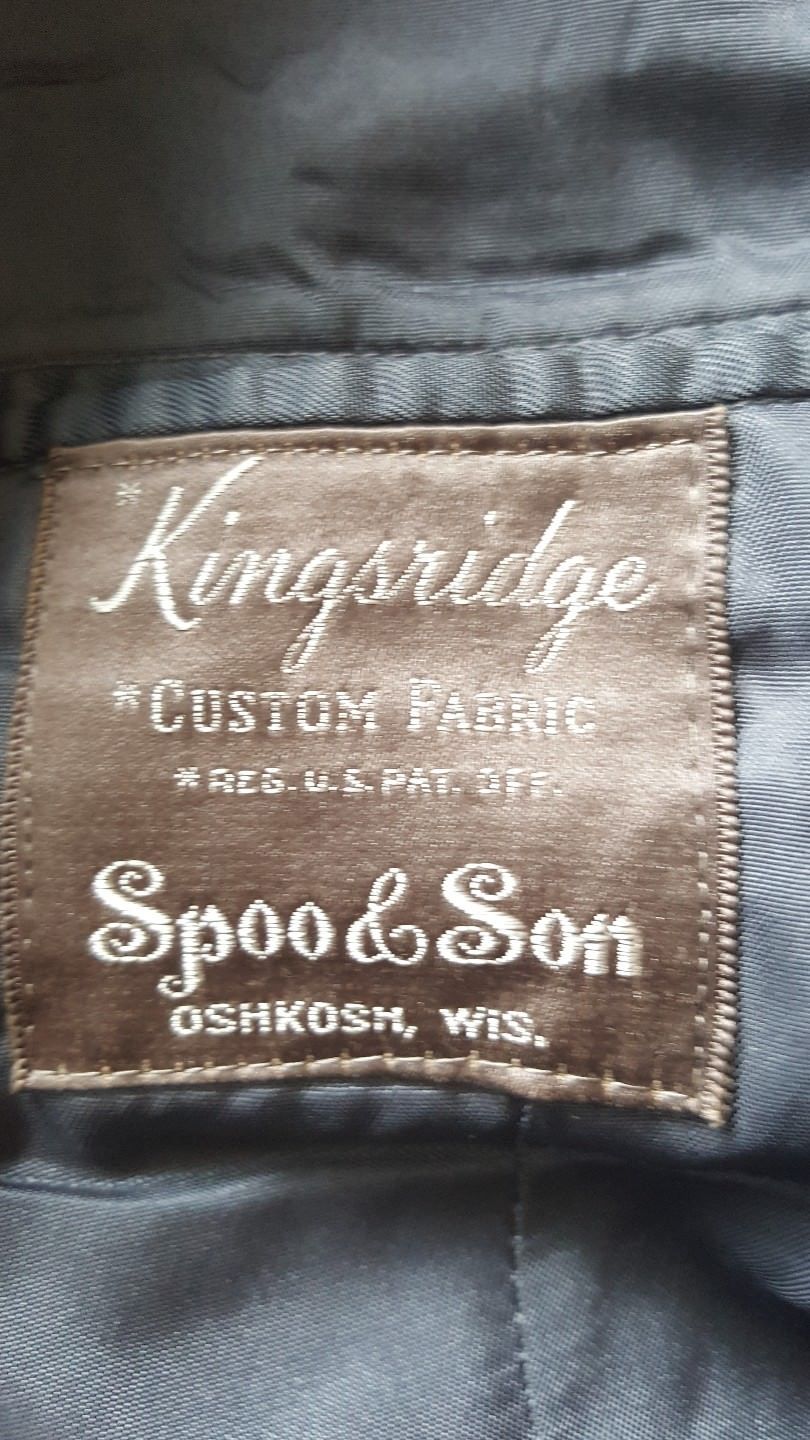 *Kingsridge
*CUSTOM FABRIC
*REG. U.S. PAT. OFF.
Spoo & Son
OSHKOSH, WIS.